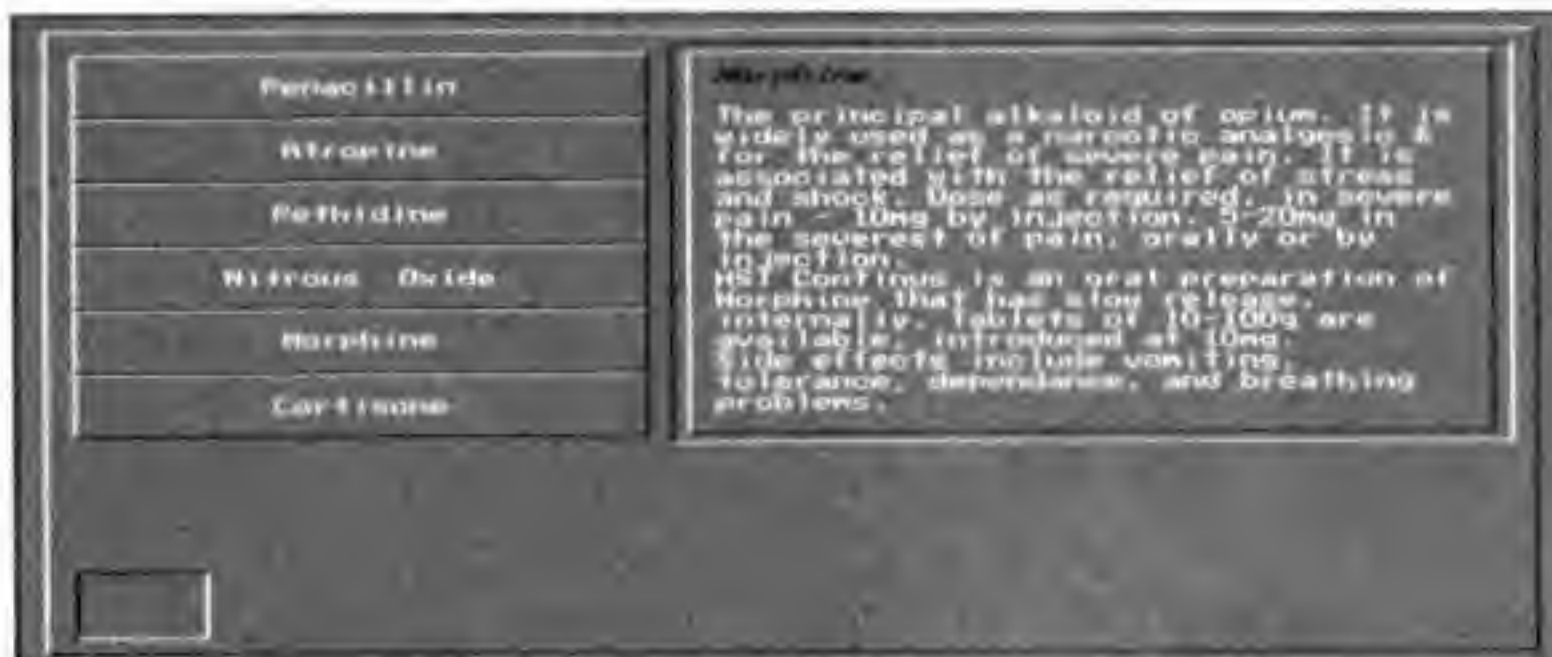 Penacillin
Atropine
Pethidine
Nitrous Oxide
Morphine
Cortisone
Morphine.
The principal alkaloid of opium. It is
widely used as a narcotic analgesic &
for the relief of severe pain. It is
associated with the relief of stress
and shock. Dose as required, in severe
pain - 10mg by injection. 5-20mg in
the severest of pain, orally or by
injection.
MST Continus is an oral preparation of
Morphine that has slow release,
internally. Tablets of 10-100g are
available, introduced at 10mg.
Side effects include vomiting,
tolerance, dependance, and breathing
problems.